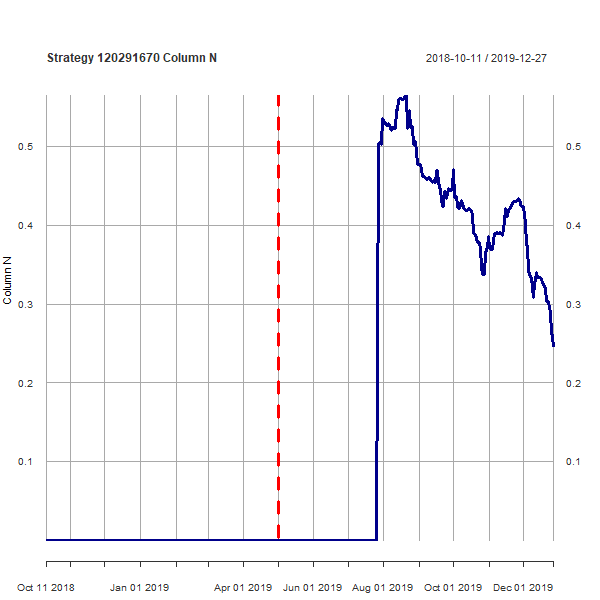 Strategy 120291670 Column N 2018-10-11 / 2019-12-27
0.5 0.5
0.4 0.4
0.3 0.3
0.2 0.2
0.1 0.1
Column N
Oct 11 2018 Jan 01 2019 Apr 01 2019 Jun 01 2019 Aug 01 2019 Oct 01 2019 Dec 01 2019